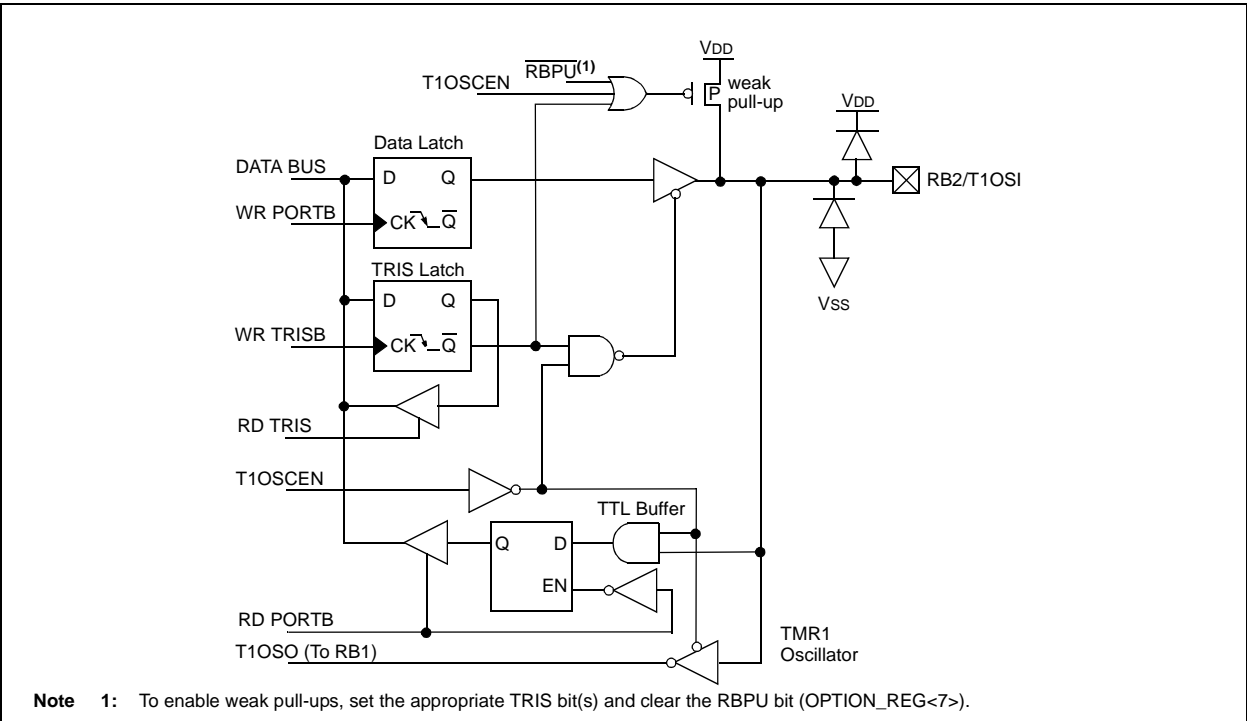 VDD
RBPU(1)
T1OSCEN
P
weak
pull-up
VDD
Data Latch
DATA BUS
D
Q
RB2/T1OSI
WR PORTB
CK
Q
TRIS Latch
D
Q
VSS
WR TRISB
CK
Q
RD TRIS
T1OSCEN
TTL Buffer
Q
D
EN
RD PORTB
TMR1
Oscillator
T1OSO (To RB1)
Note 1: To enable weak pull-ups, set the appropriate TRIS bit(s) and clear the RBPU bit (OPTION_REG<7>).